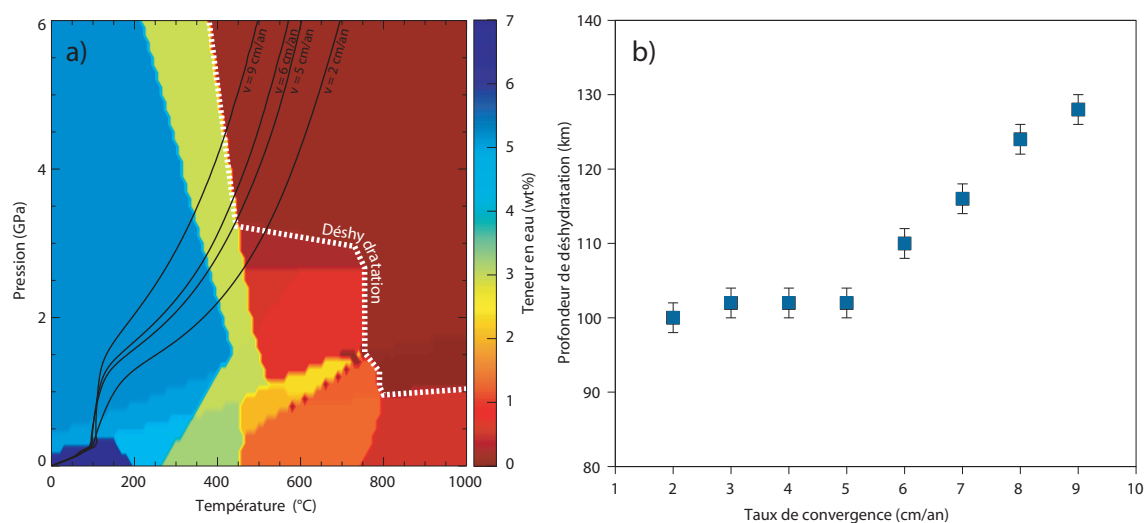 a)
6
4
2
0
Pression (GPa)
0 200 400 600 800 1000
Température (°C)
v = 9 cm/an
v = 6 cm/an
v = 5 cm/an
v = 2 cm/an
Déshy dratation
7
6
5
4
3
2
1
0
Teneur en eau (wt%)
b)
140
130
120
110
100
90
80
Profondeur de déshydratation (km)
1 2 3 4 5 6 7 8 9 10
Taux de convergence (cm/an)